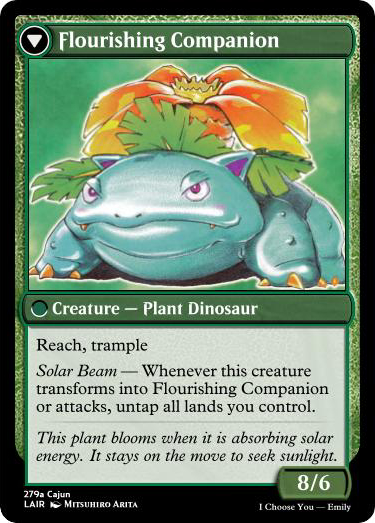 Flourishing Companion
Creature — Plant Dinosaur
Reach, trample
Solar Beam — Whenever this creature
transforms into Flourishing Companion
or attacks, untap all lands you control.
This plant blooms when it is absorbing solar
energy. It stays on the move to seek sunlight.
8/6
279a Cajun
LAIR Mitsuhiro Arita
I Choose You — Emily